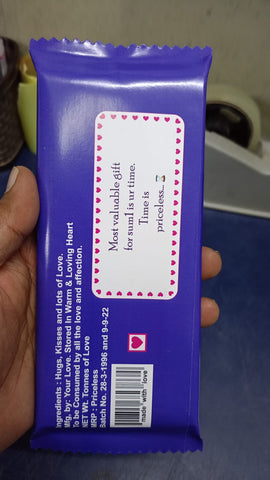 Most valuable gift
for sum1 is ur time.
Time is
priceless...⏳
Ingredients : Hugs, Kisses and lots of Love.
Mfg. by: Your Love. Stored In Warm & Loving Heart
To be Consumed by all the love and affection.
NET Wt. Tonnes of Love
MRP : Priceless
Batch No. 28-3-1996 and 9-9-22
"made" with "love"